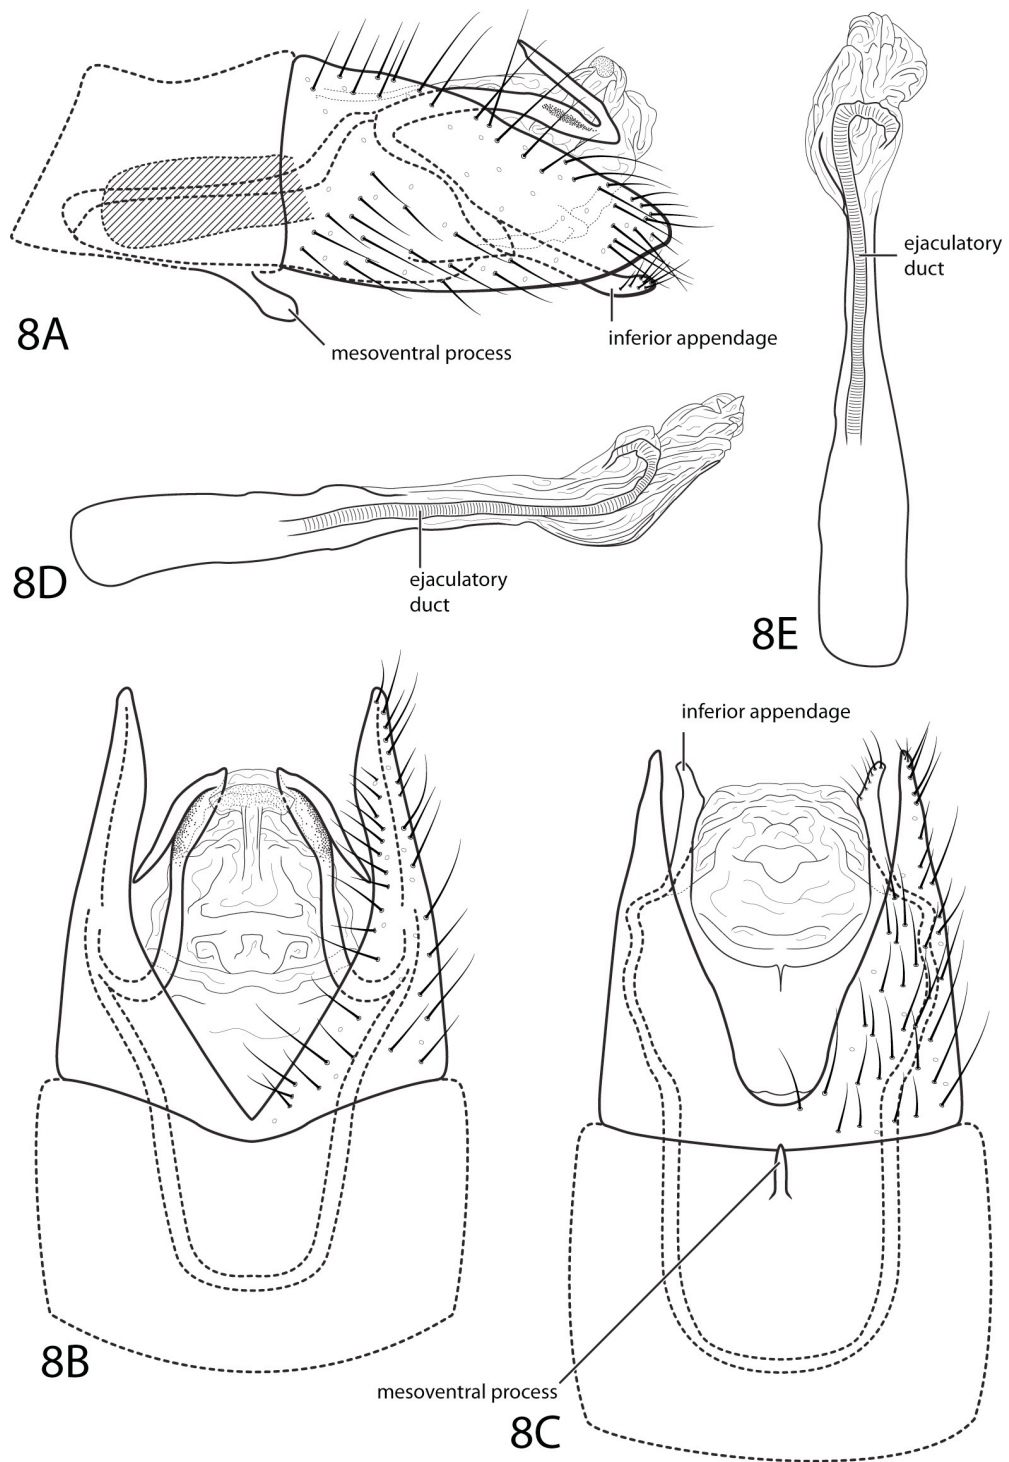 8A
mesoventral process
inferior appendage
ejaculatory
duct
8D
ejaculatory
duct
8E
8B
inferior appendage
mesoventral process
8C